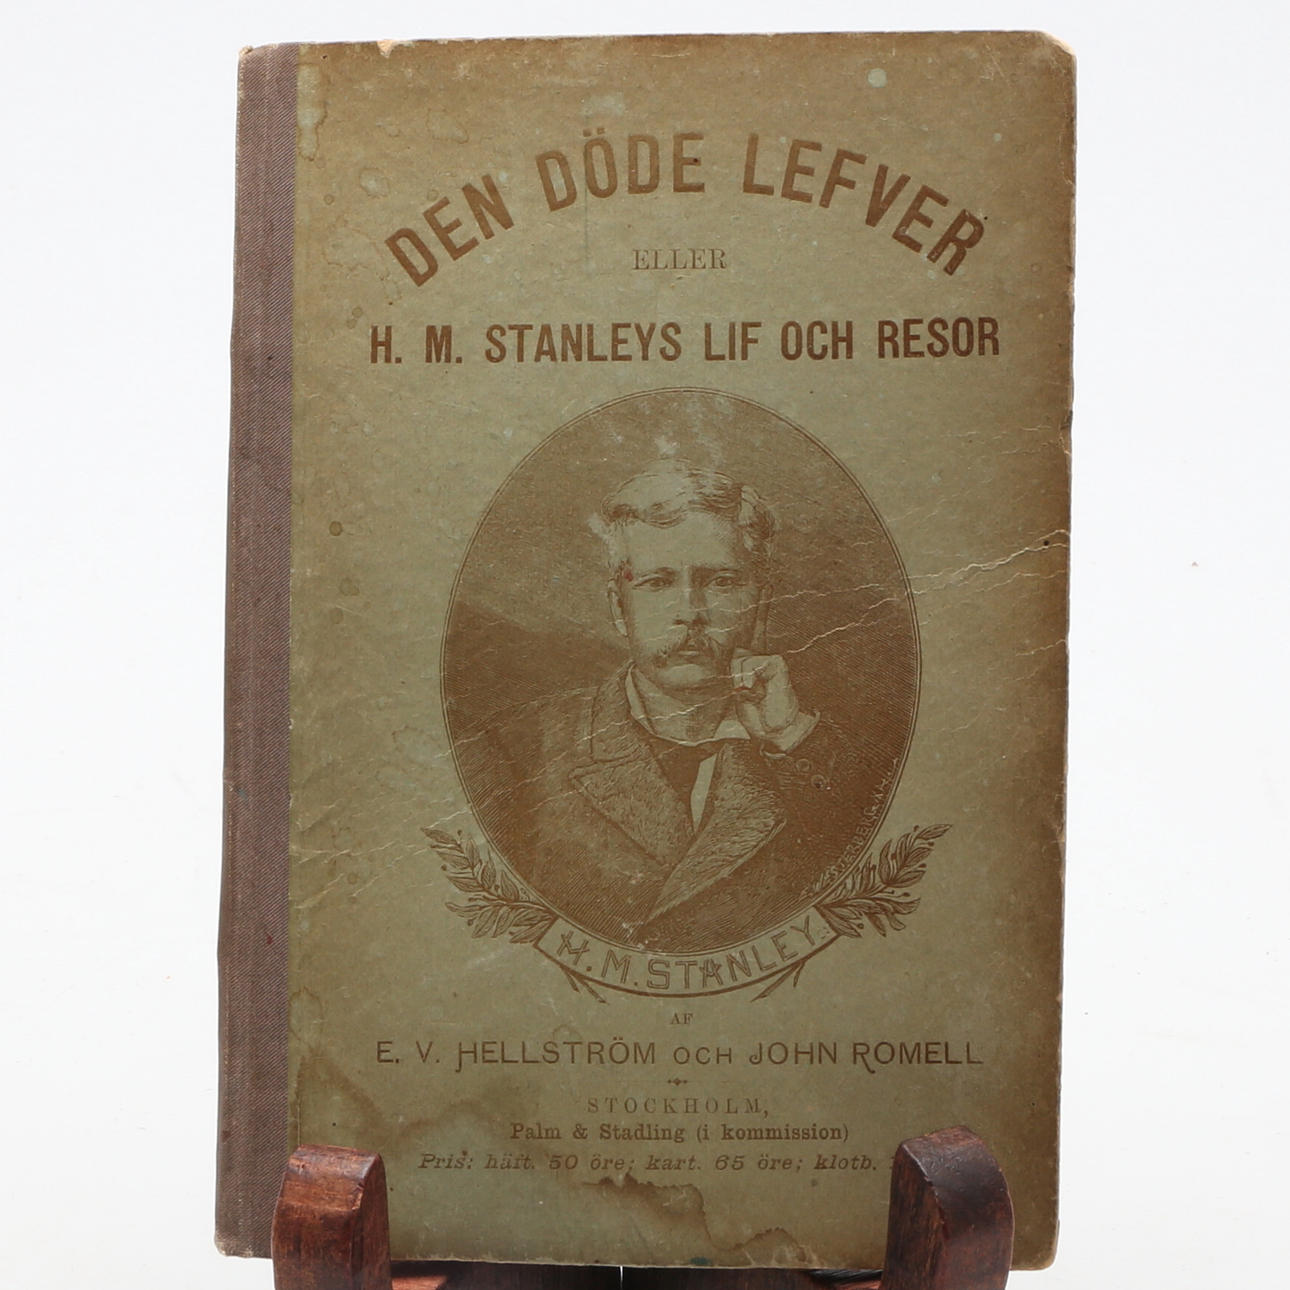 DEN DÖDE LEFVER
ELLER
H. M. STANLEYS LIF OCH RESOR
H. M. STANLEY.
AF
E. V. HELLSTRÖM OCH JOHN ROMELL
STOCKHOLM,
Palm & Stadling (i kommission)
Pris: häft. 50 öre; kart. 65 öre; klotb.